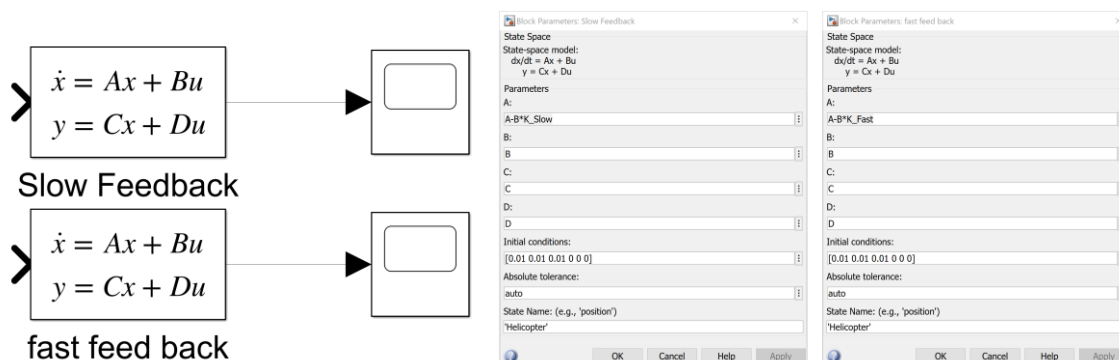 ẋ = Ax + Bu
y = Cx + Du
Slow Feedback
ẋ = Ax + Bu
y = Cx + Du
fast feed back
Block Parameters: Slow Feedback
State Space
State-space model:
dx/dt = Ax + Bu
y = Cx + Du
Parameters
A:
A-B*K_Slow
B:
B
C:
C
D:
D
Initial conditions:
[0.01 0.01 0.01 0 0 0]
Absolute tolerance:
auto
State Name: (e.g., 'position')
'Helicopter'
OK Cancel Help Apply
Block Parameters: fast feed back
State Space
State-space model:
dx/dt = Ax + Bu
y = Cx + Du
Parameters
A:
A-B*K_Fast
B:
B
C:
C
D:
D
Initial conditions:
[0.01 0.01 0.01 0 0 0]
Absolute tolerance:
auto
State Name: (e.g., 'position')
'Helicopter'
OK Cancel Help Apply